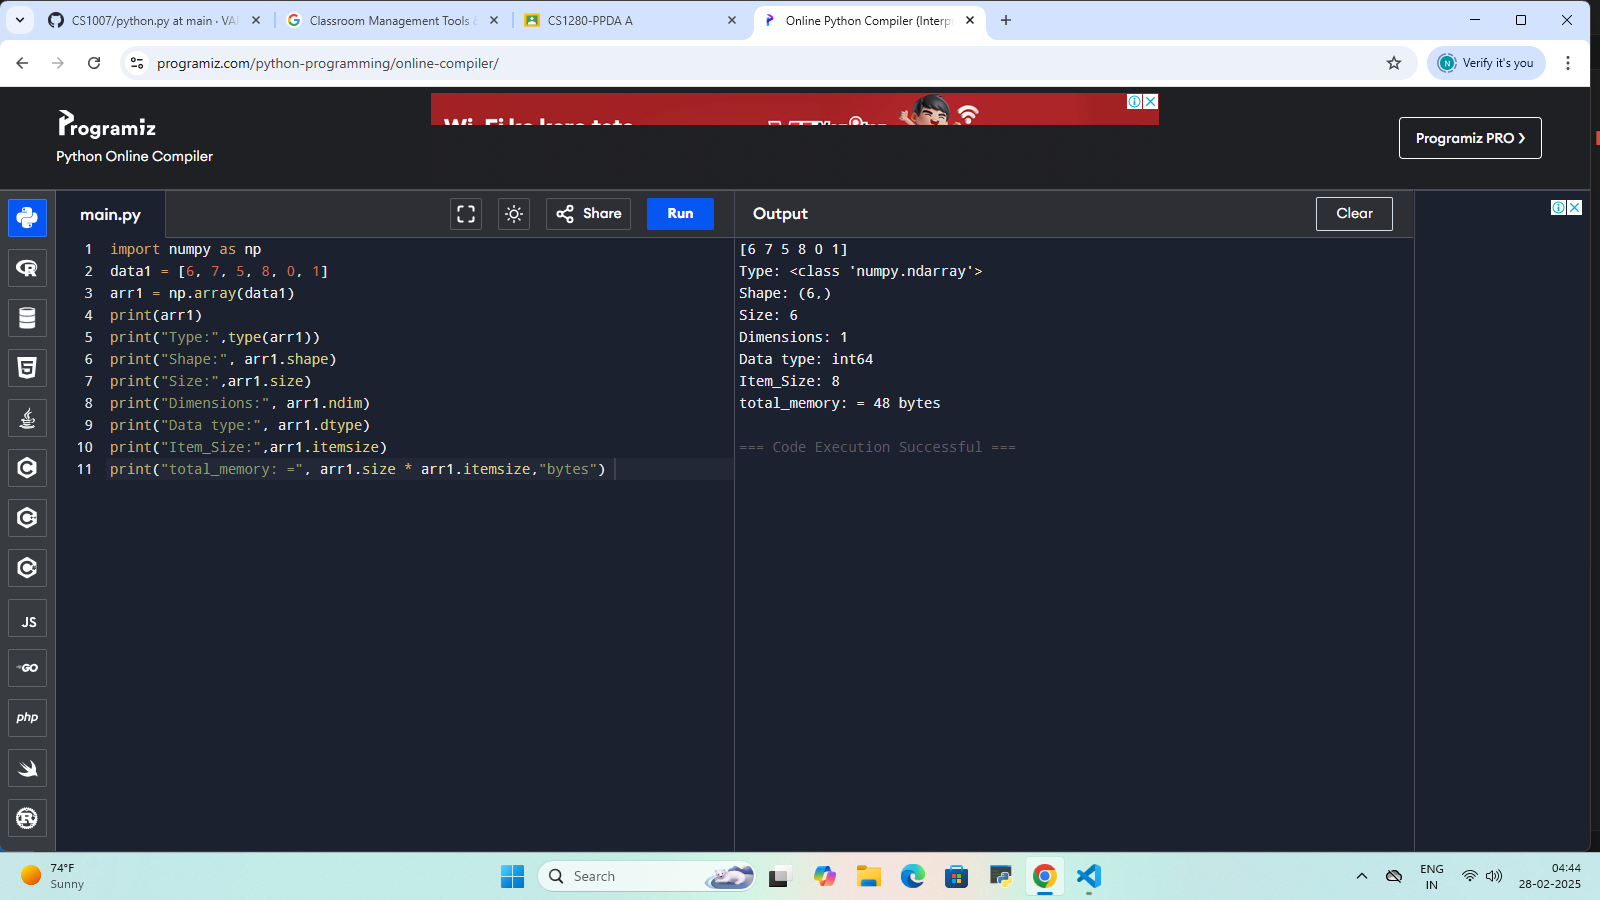 CS1007/python.py at main · VA
Classroom Management Tools &
CS1280-PPDA A
Online Python Compiler (Interp
programiz.com/python-programming/online-compiler/
N
Verify it's you
Programiz
Python Online Compiler
Programiz PRO
main.py
Share
Run
Output
Clear
1 import numpy as np
2 data1 = [6, 7, 5, 8, 0, 1]
3 arr1 = np.array(data1)
4 print(arr1)
5 print("Type:",type(arr1))
6 print("Shape:", arr1.shape)
7 print("Size:",arr1.size)
8 print("Dimensions:", arr1.ndim)
9 print("Data type:", arr1.dtype)
10 print("Item_Size:",arr1.itemsize)
11 print("total_memory: =", arr1.size * arr1.itemsize,"bytes")
[6 7 5 8 0 1]
Type: <class 'numpy.ndarray'>
Shape: (6,)
Size: 6
Dimensions: 1
Data type: int64
Item_Size: 8
total_memory: = 48 bytes
=== Code Execution Successful ===
JS
GO
php
74°F
Sunny
Search
ENG
IN
04:44
28-02-2025